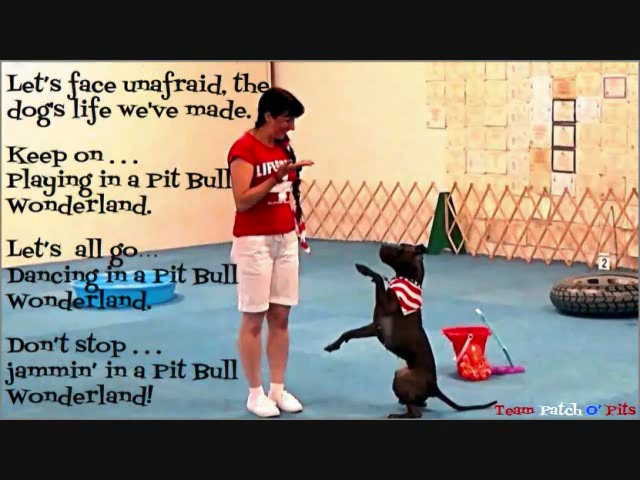 Let's face unafraid, the
dog's life we've made.
Keep on ...
Playing in a Pit Bull
Wonderland.
Let's all go...
Dancing in a Pit Bull
Wonderland.
Don't stop ...
jammin' in a Pit Bull
Wonderland!
2
Team Patch O' Pits